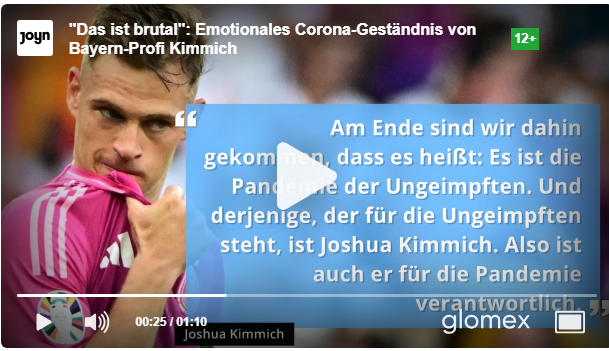 joyn
"Das ist brutal": Emotionales Corona-Geständnis von
Bayern-Profi Kimmich
12+
“
Am Ende sind wir dahin
gekommen, dass es heißt: Es ist die
Pandemie der Ungeimpften. Und
derjenige, der für die Ungeimpften
steht, ist Joshua Kimmich. Also ist
auch er für die Pandemie
verantwortlich.
”
00:25 / 01:10
glomex
Joshua Kimmich